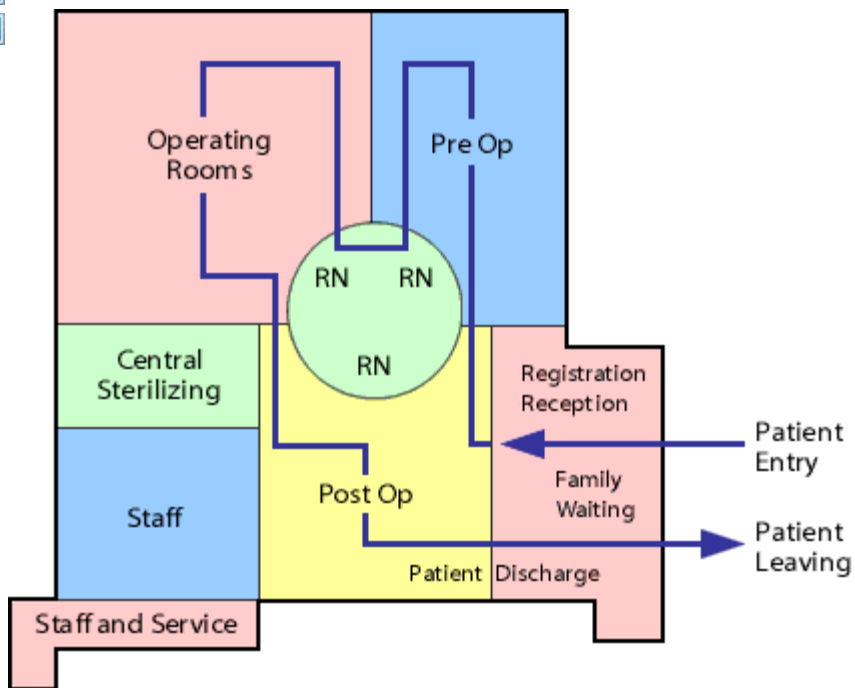 Operating
Rooms
Pre Op
RN
RN
RN
Central
Sterilizing
Registration
Reception
Patient
Entry
Family
Waiting
Post Op
Staff
Patient
Leaving
Patient Discharge
Staff and Service